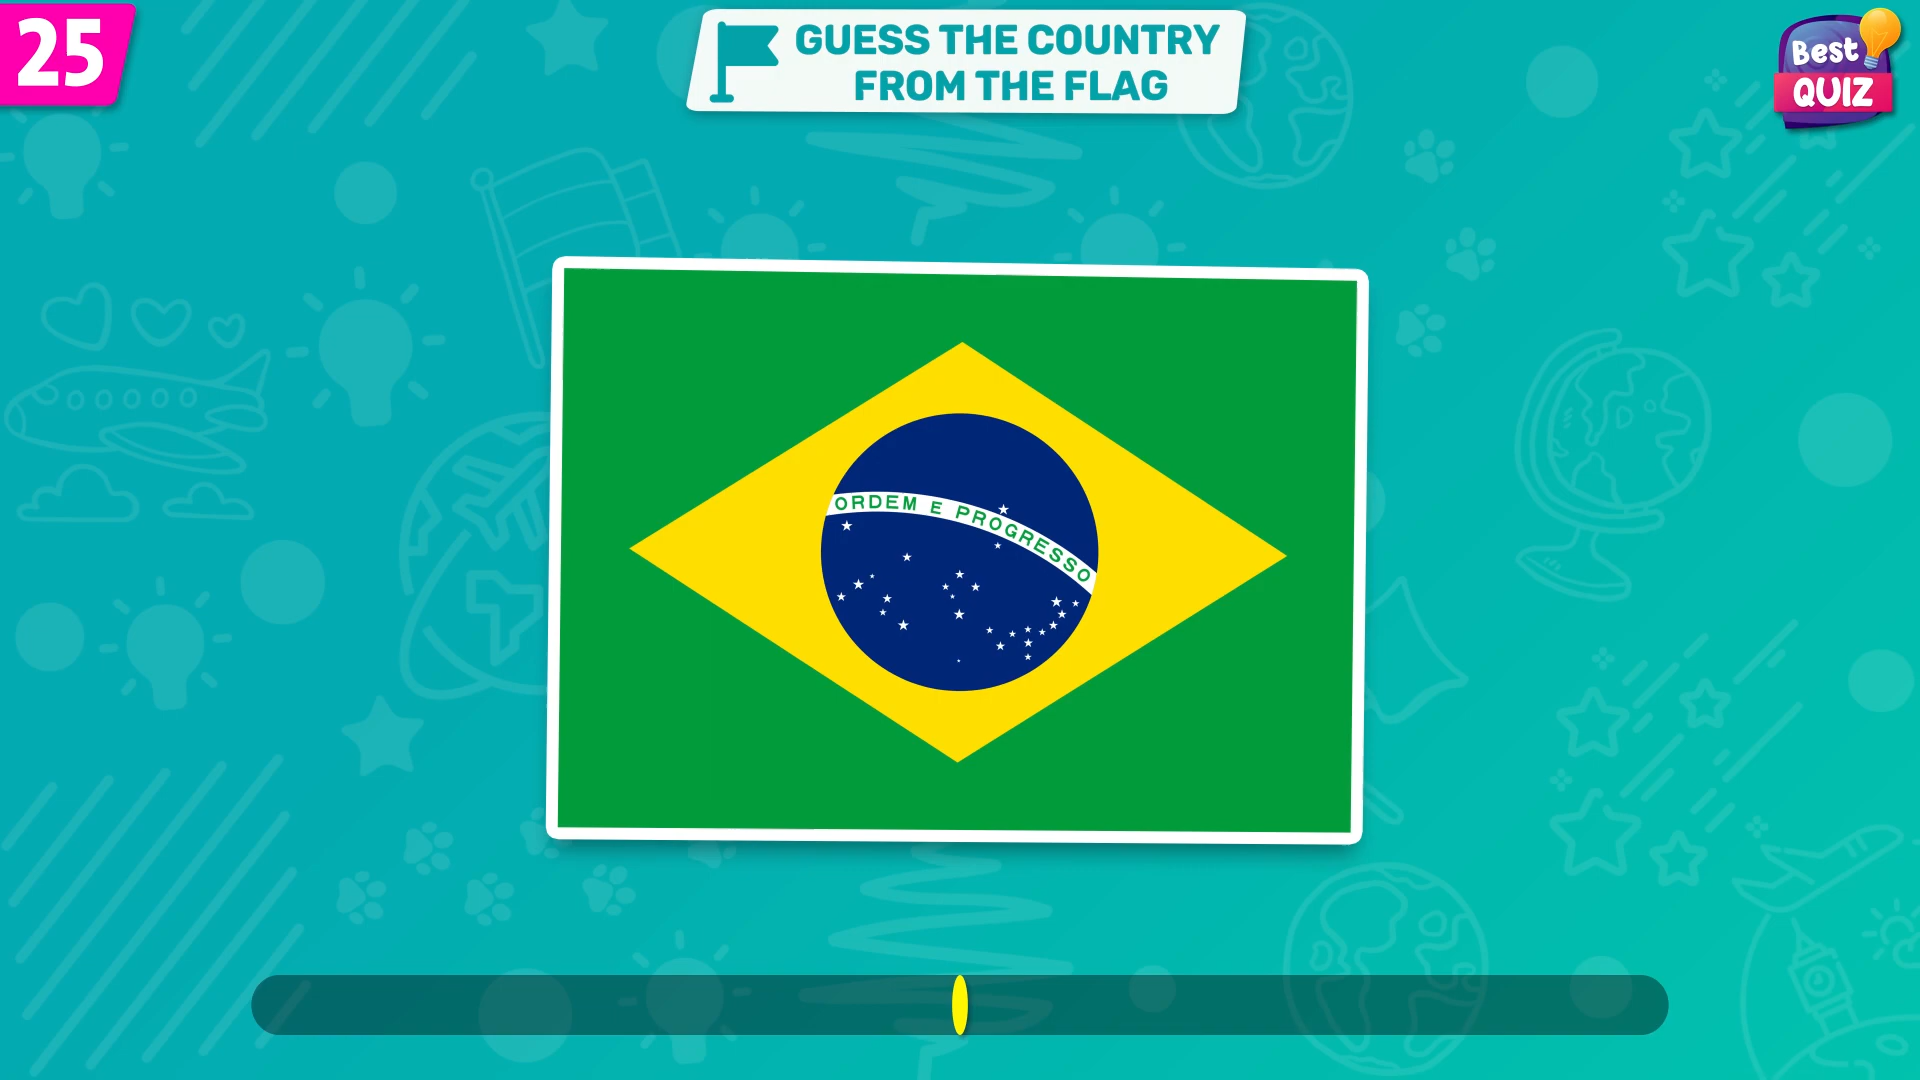 25
GUESS THE COUNTRY
FROM THE FLAG
Best
QUIZ
ORDEM E PROGRESSO